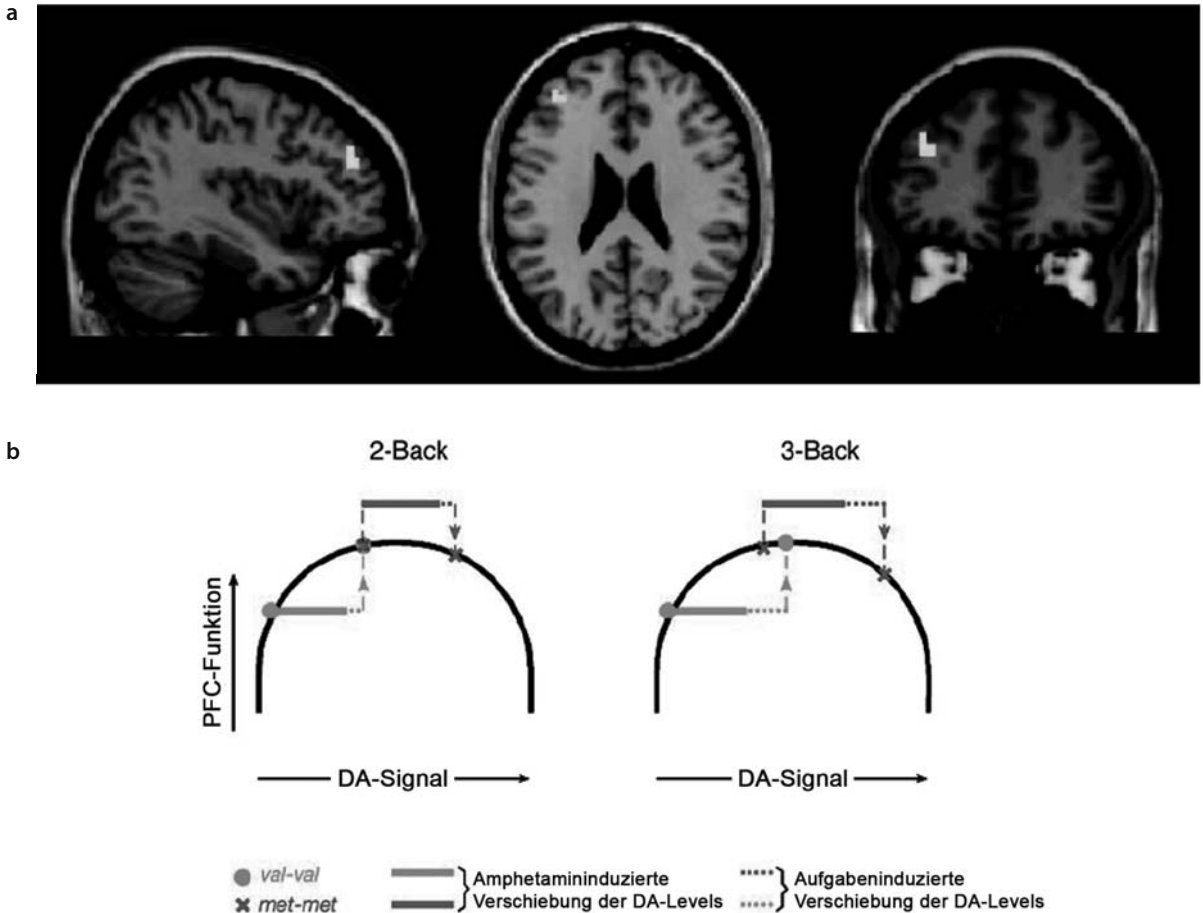 a
b
2-Back
3-Back
PFC-Funktion
DA-Signal
DA-Signal
val-val
met-met
Amphetamininduzierte
Verschiebung der DA-Levels
Aufgabeninduzierte
Verschiebung der DA-Levels